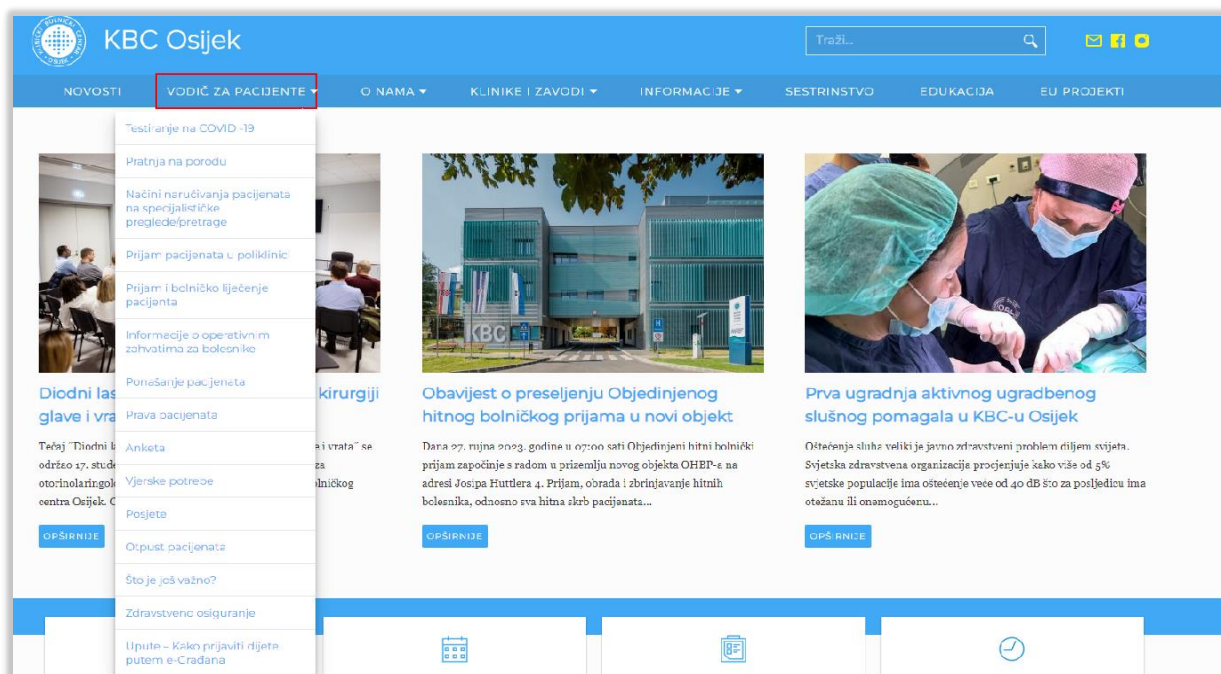 KBC Osijek
Traži...
NOVOSTI
VODIČ ZA PACIJENTE
O NAMA
KLINIKE I ZAVODI
INFORMACIJE
SESTRINSTVO
EDUKACIJA
EU PROJEKTI
Testiranje na COVID -19
Pratnja na porodu
Načini naručivanja pacijenata
na specijalističke
preglede/pretrage
Prijam pacijenata u poliklinici
Prijam i bolničko liječenje
pacijenta
Informacije o operativnim
zahvatima za bolesnike
Ponašanje pacijenata
Prava pacijenata
Anketa
Vjerske potrebe
Posjete
Otpust pacijenata
Što je još važno?
Zdravstveno osiguranje
Upute – Kako prijaviti dijete
putem e-Građana
Diodni las
kirurgiji
glave i vra
Tečaj "Diodni l
e i vrata" se
održao 17. stude
za
otorinolaringol
olničkog
centra Osijek. O
OPŠIRNIJE
KBC
Obavijest o preseljenju Objedinjenog
hitnog bolničkog prijama u novi objekt
Dana 27. rujna 2023. godine u 07:00 sati Objedinjeni hitni bolnički
prijam započinje s radom u prizemlju novog objekta OHBP-a na
adresi Josipa Huttlera 4. Prijam, obrada i zbrinjavanje hitnih
bolesnika, odnosno sva hitna skrb pacijenata...
OPŠIRNIJE
Prva ugradnja aktivnog ugradbenog
slušnog pomagala u KBC-u Osijek
Oštećenje sluha veliki je javno zdravstveni problem diljem svijeta.
Svjetska zdravstvena organizacija procjenjuje kako više od 5%
svjetske populacije ima oštećenje veće od 40 dB što za posljedicu ima
otežanu ili onemogućenu...
OPŠIRNIJE